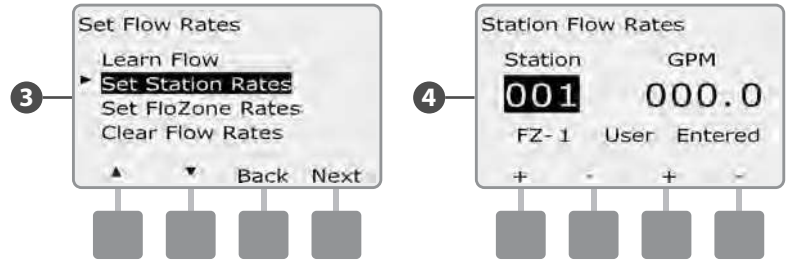 3
Set Flow Rates
Learn Flow
► Set Station Rates
Set FloZone Rates
Clear Flow Rates
▲ ▼ Back Next
4
Station Flow Rates
Station GPM
001 000.0
FZ-1 User Entered
+ - + -